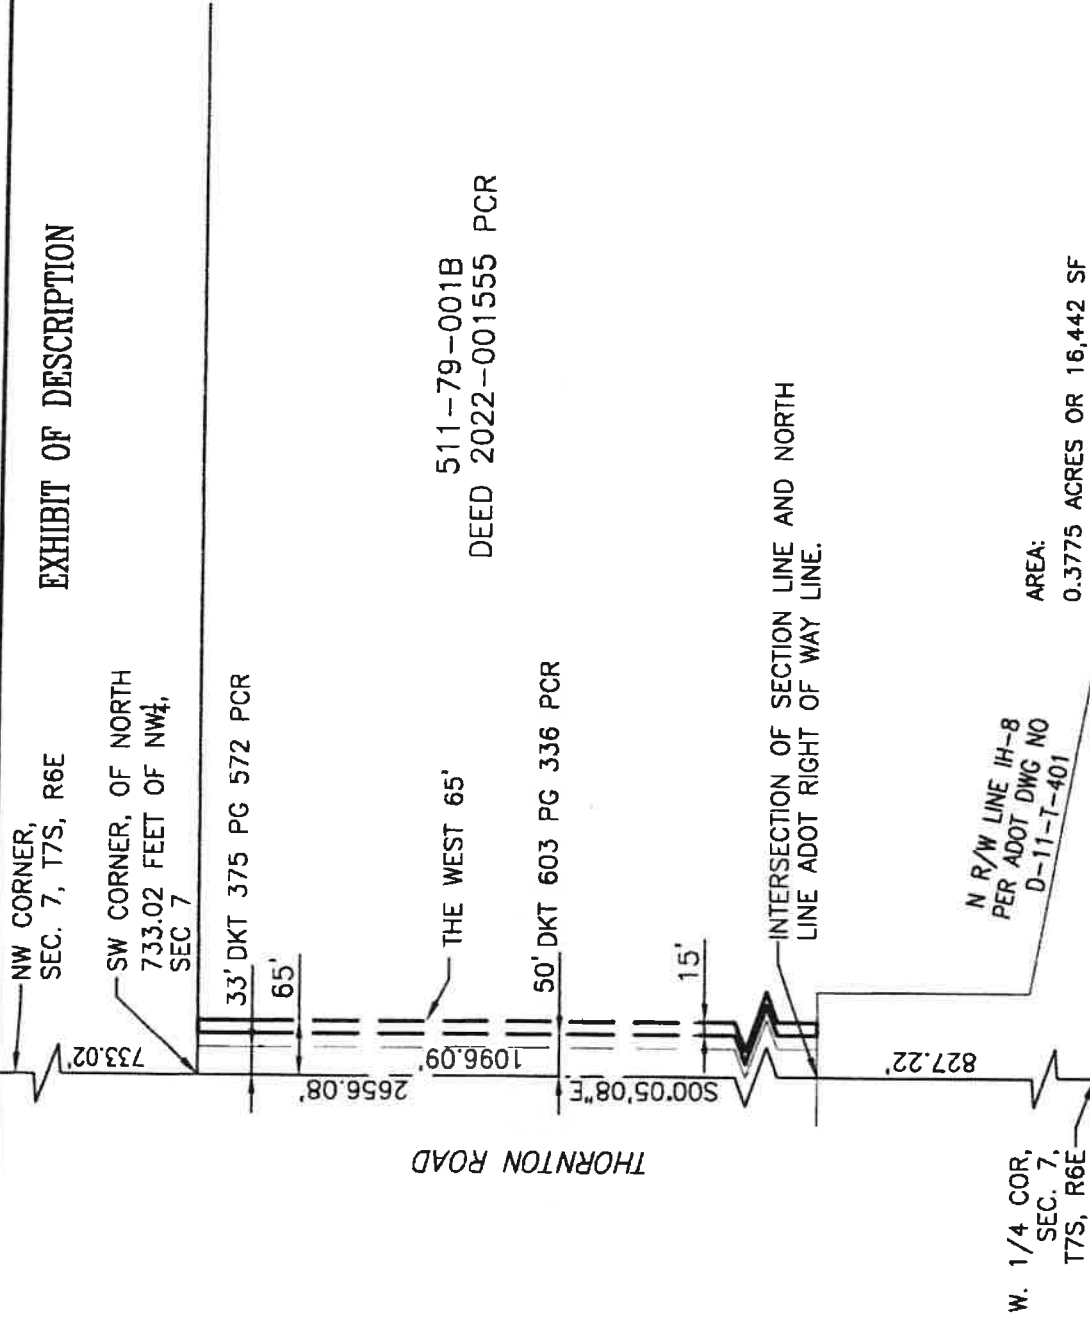 NW CORNER,
SEC. 7, T7S, R6E
EXHIBIT OF DESCRIPTION
SW CORNER, OF NORTH
733.02 FEET OF NW¼,
SEC 7
733.02'
33' DKT 375 PG 572 PCR
65'
2656.08'
THE WEST 65'
1096.09'
511-79-001B
DEED 2022-001555 PCR
50' DKT 603 PG 336 PCR
S00°05'08"E
15'
THORNTON ROAD
INTERSECTION OF SECTION LINE AND NORTH
LINE ADOT RIGHT OF WAY LINE.
827.22'
N R/W LINE IH-8
PER ADOT DWG NO
D-11-T-401
W. 1/4 COR,
SEC. 7,
T7S, R6E
AREA:
0.3775 ACRES OR 16,442 SF